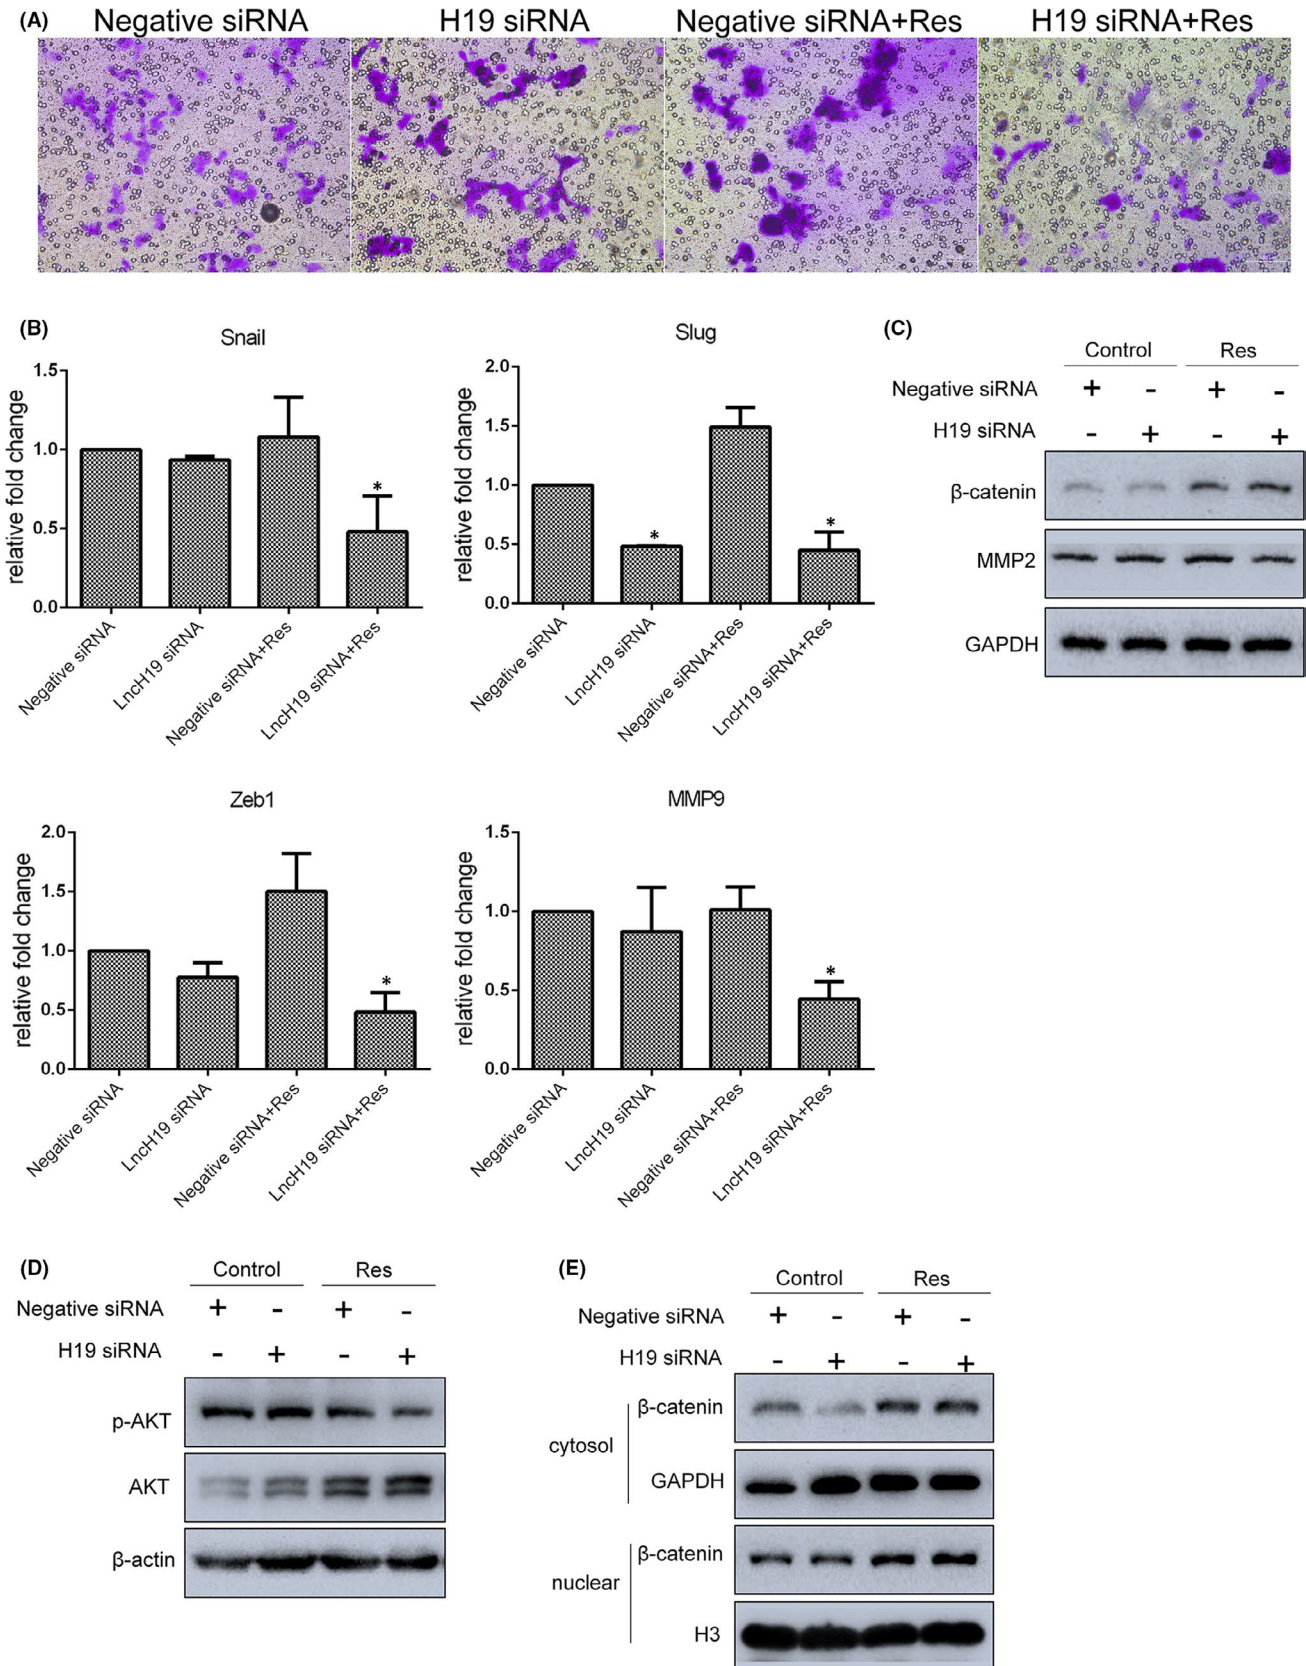 (A) Negative siRNA H19 siRNA Negative siRNA+Res H19 siRNA+Res
(B)
Snail
relative fold change
1.5
1.0
0.5
0.0
Negative siRNA
LncH19 siRNA
Negative siRNA+Res
LncH19 siRNA+Res
*
Slug
relative fold change
2.0
1.5
1.0
0.5
0.0
Negative siRNA
LncH19 siRNA
Negative siRNA+Res
LncH19 siRNA+Res
*
*
(C)
Control Res
Negative siRNA + - + -
H19 siRNA - + - +
β-catenin
MMP2
GAPDH
Zeb1
relative fold change
2.0
1.5
1.0
0.5
0.0
Negative siRNA
LncH19 siRNA
Negative siRNA+Res
LncH19 siRNA+Res
*
MMP9
relative fold change
1.5
1.0
0.5
0.0
Negative siRNA
LncH19 siRNA
Negative siRNA+Res
LncH19 siRNA+Res
*
(D)
Control Res
Negative siRNA + - + -
H19 siRNA - + - +
p-AKT
AKT
β-actin
(E)
Control Res
Negative siRNA + - + -
H19 siRNA - + - +
cytosol
β-catenin
GAPDH
nuclear
β-catenin
H3